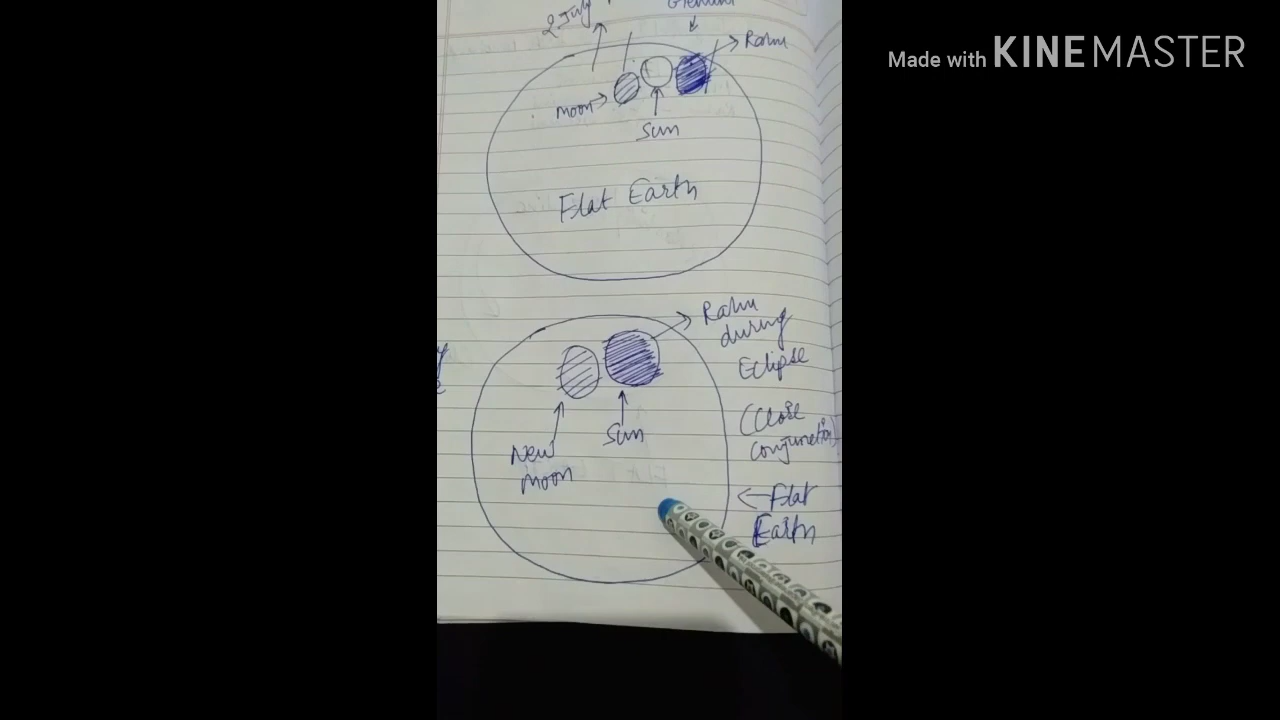 2 July
Gemini
Rahu
Made with KINEMASTER
Moon
Sun
Flat Earth
Rahu
during
Eclipse
(Close
conjunction)
New
Moon
Sun
Flat
Earth